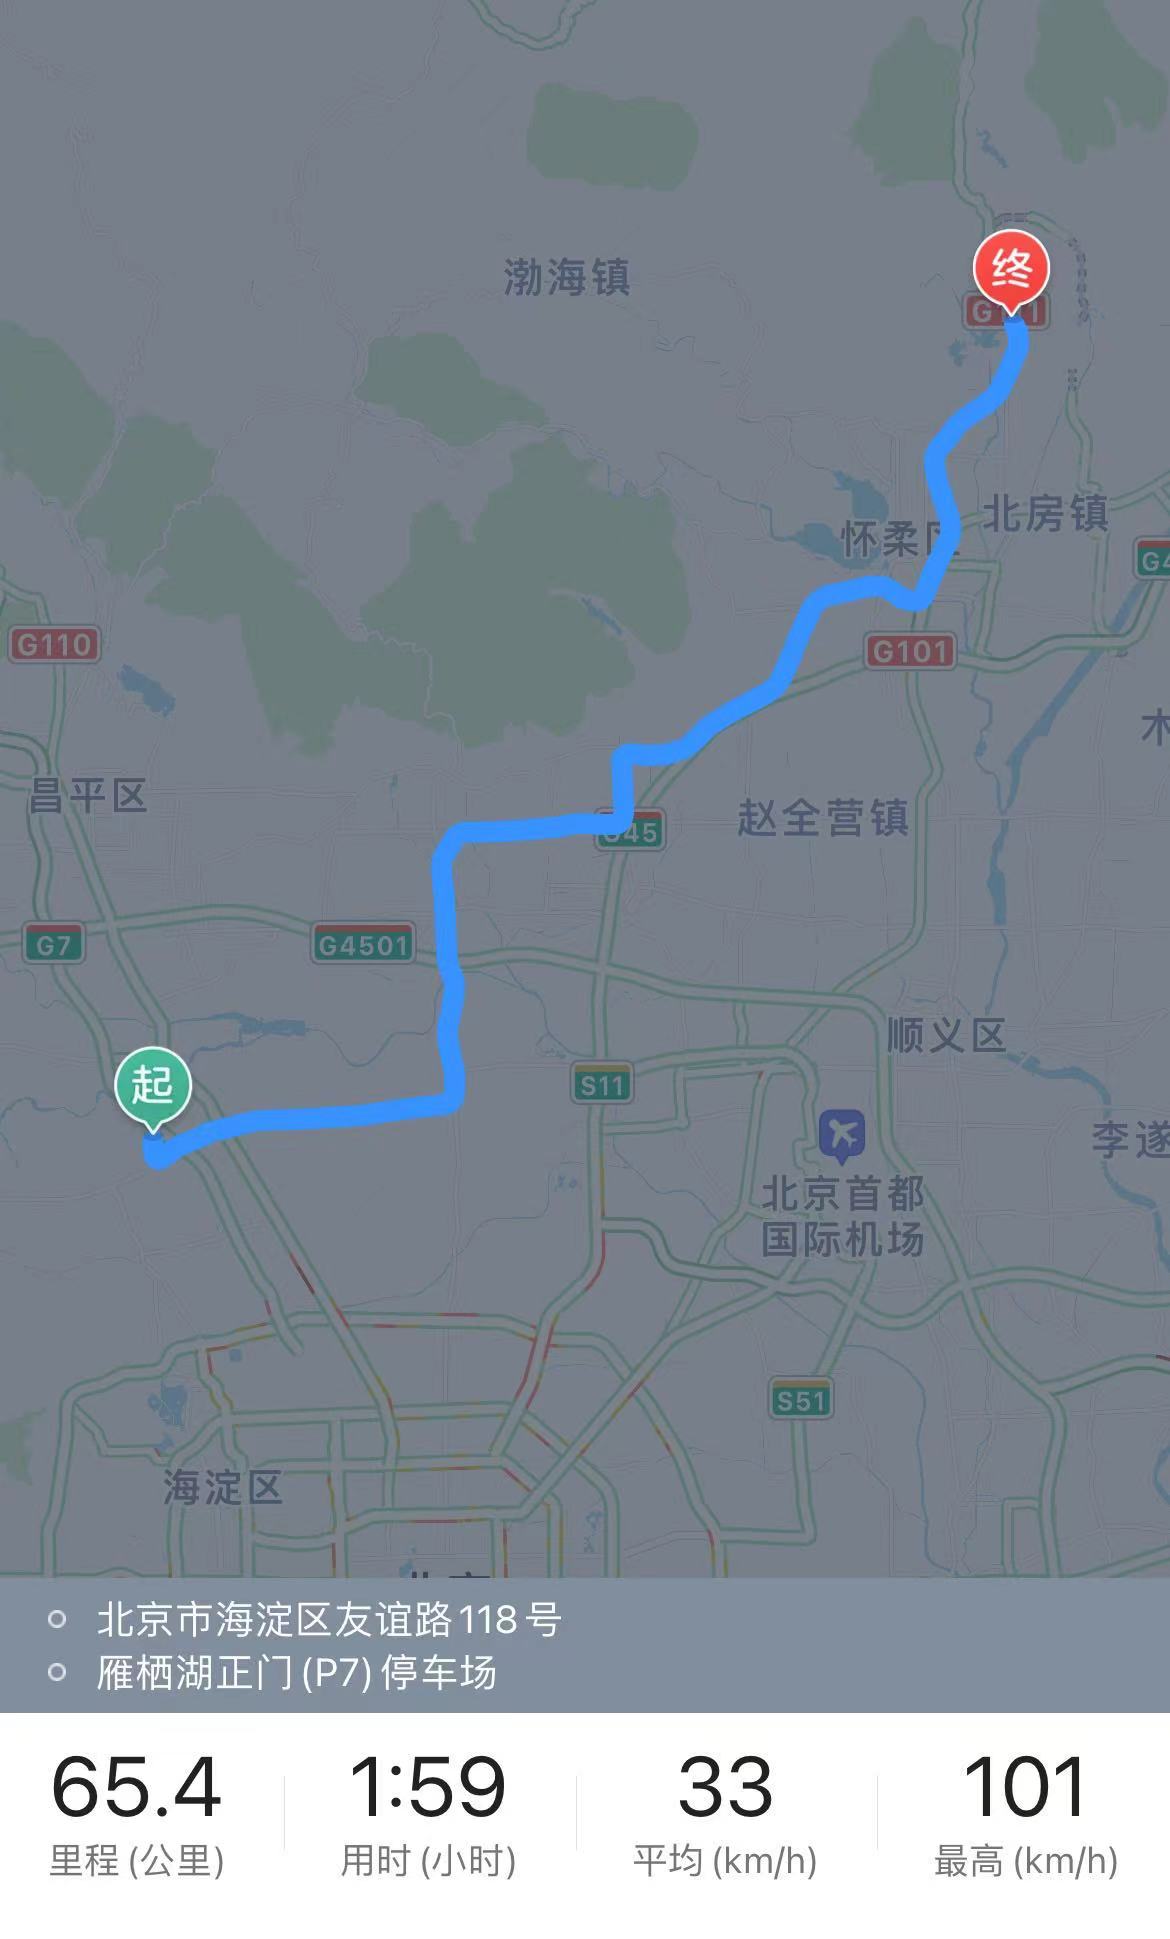 渤海镇
终
北房镇
G4
G110
G101
木
昌平区
赵全营镇
G7
G4501
顺义区
起
S11
李遂
北京首都
国际机场
S51
海淀区
北京市海淀区友谊路118号
雁栖湖正门(P7)停车场
65.4
1:59
33
101
里程(公里)
用时(小时)
平均(km/h)
最高(km/h)